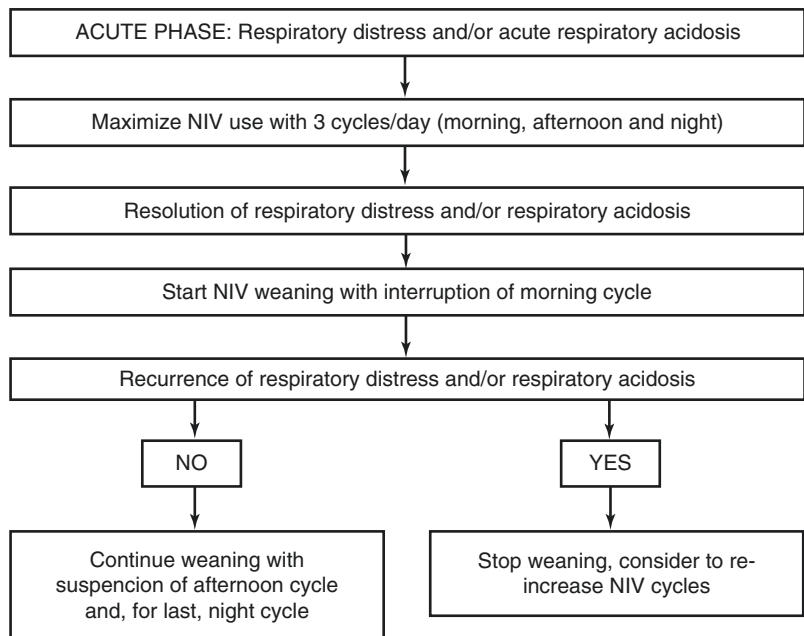 ACUTE PHASE: Respiratory distress and/or acute respiratory acidosis
Maximize NIV use with 3 cycles/day (morning, afternoon and night)
Resolution of respiratory distress and/or respiratory acidosis
Start NIV weaning with interruption of morning cycle
Recurrence of respiratory distress and/or respiratory acidosis
NO
YES
Continue weaning with
suspencion of afternoon cycle
and, for last, night cycle
Stop weaning, consider to re-
increase NIV cycles